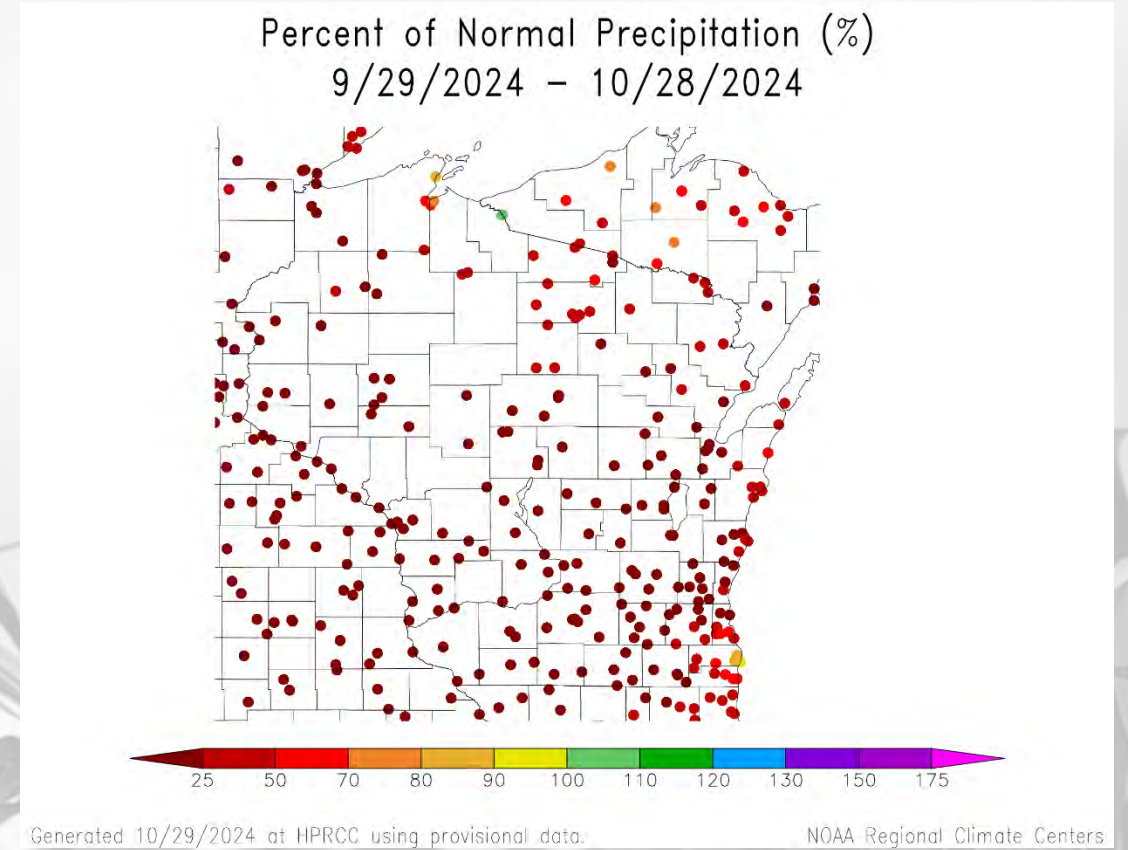 Percent of Normal Precipitation (%)
9/29/2024 – 10/28/2024
25 50 70 80 90 100 110 120 130 150 175
Generated 10/29/2024 at HPRCC using provisional data.
NOAA Regional Climate Centers